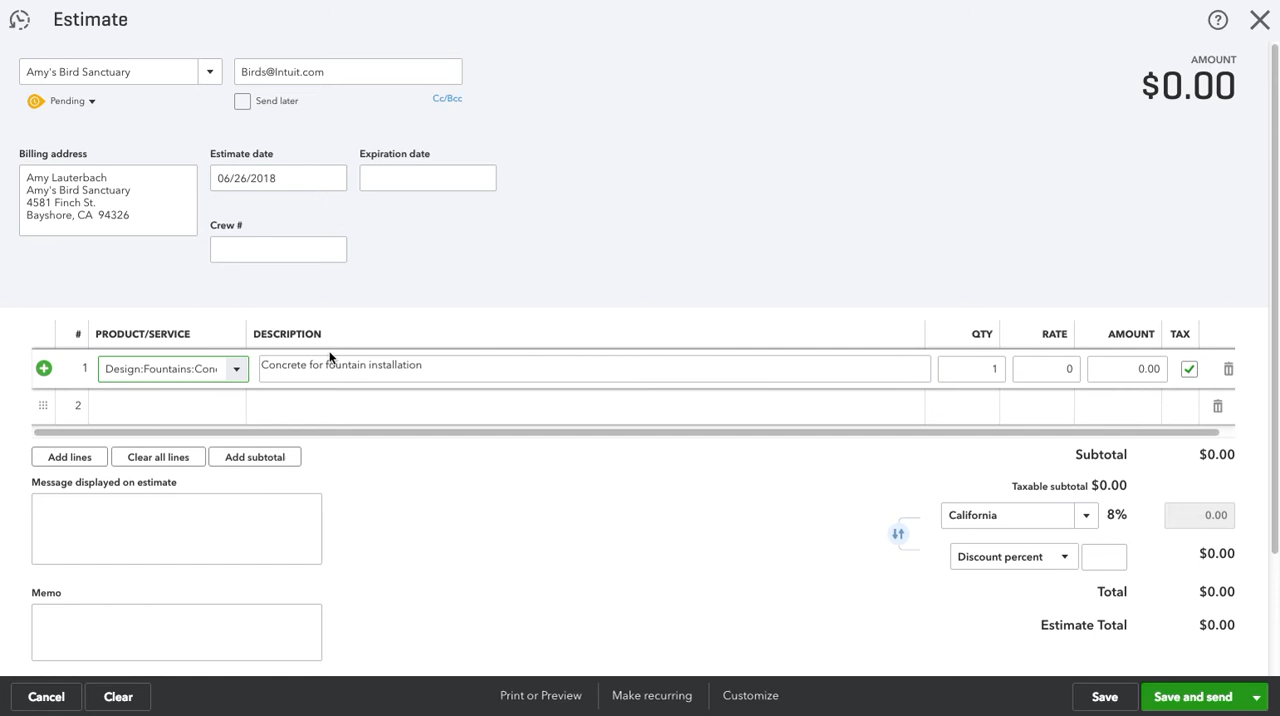 Estimate
AMOUNT
$0.00
Amy's Bird Sanctuary
Birds@Intuit.com
Pending
Send later
Cc/Bcc
Billing address
Estimate date
Expiration date
Amy Lauterbach
Amy's Bird Sanctuary
4581 Finch St.
Bayshore, CA 94326
06/26/2018
Crew #
# PRODUCT/SERVICE DESCRIPTION QTY RATE AMOUNT TAX
1 Design:Fountains:Con Concrete for fountain installation 1 0 0.00
2
Add lines
Clear all lines
Add subtotal
Subtotal $0.00
Message displayed on estimate
Taxable subtotal $0.00
California 8% 0.00
Discount percent $0.00
Memo
Total $0.00
Estimate Total $0.00
Cancel
Clear
Print or Preview
Make recurring
Customize
Save
Save and send